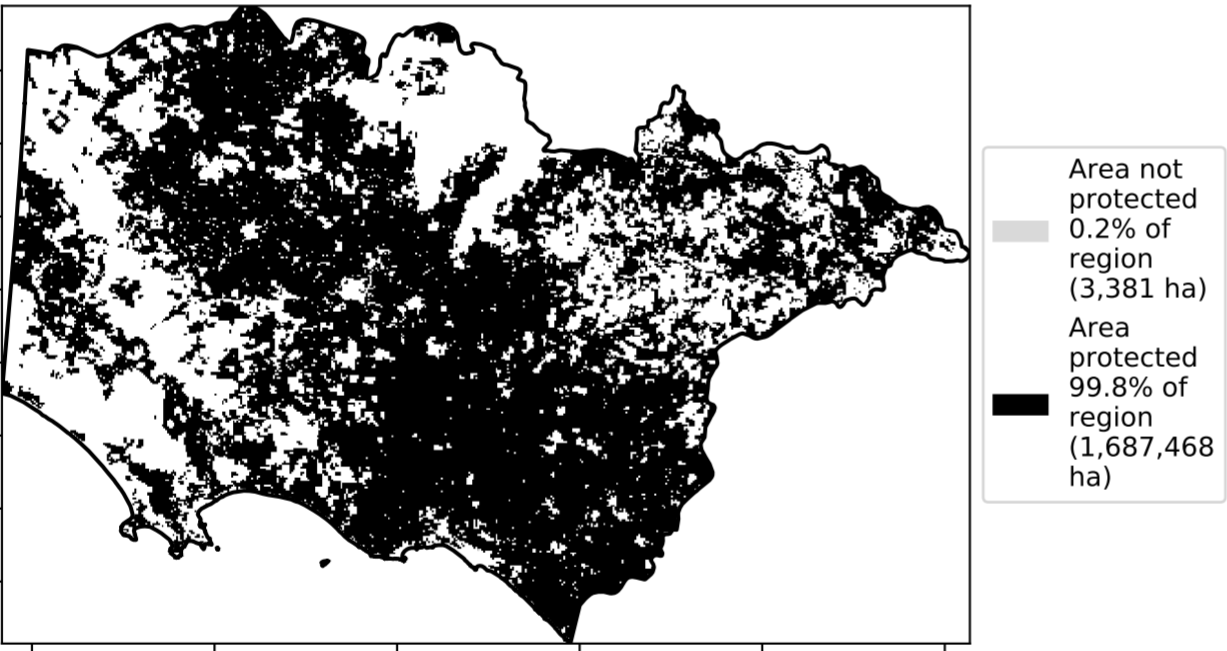 Area not
protected
0.2% of
region
(3,381 ha)
Area
protected
99.8% of
region
(1,687,468
ha)